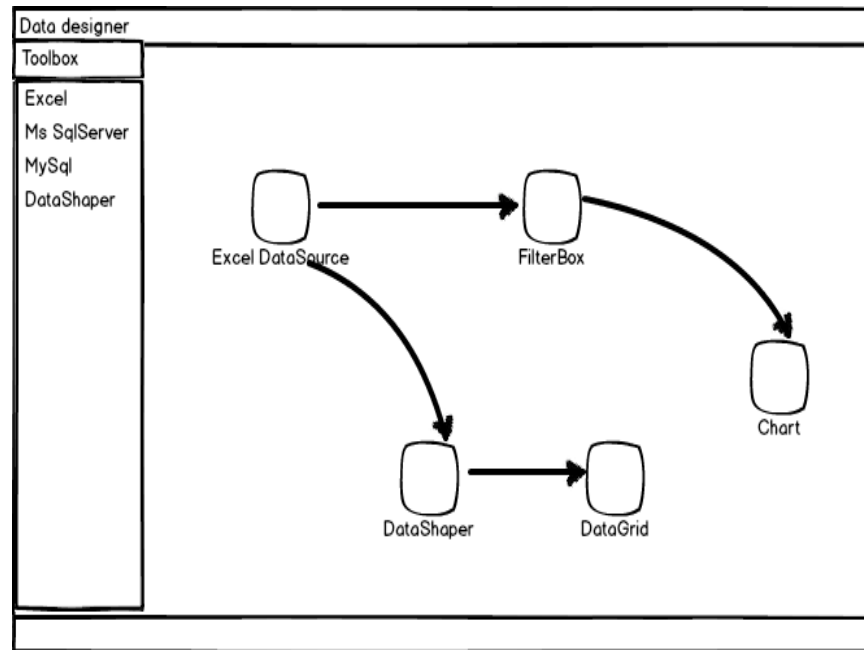 Data designer
Toolbox
Excel
Ms SqlServer
MySql
DataShaper
Excel DataSource
FilterBox
Chart
DataShaper
DataGrid